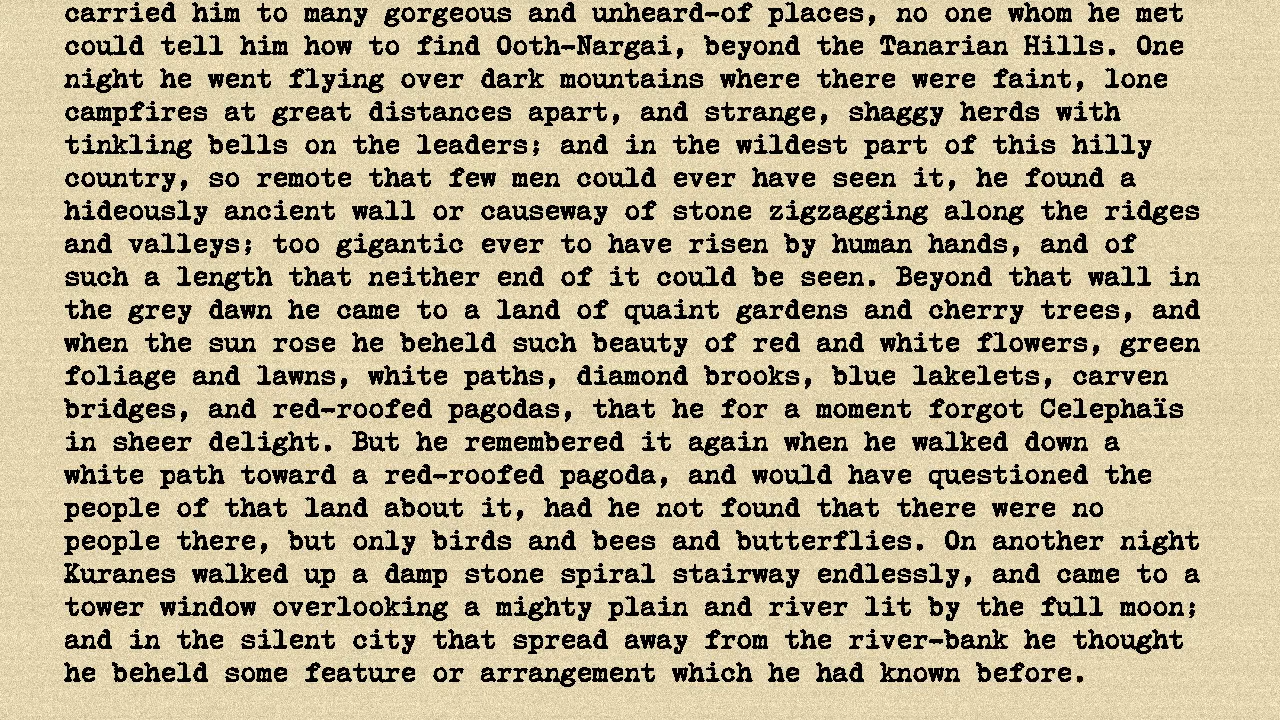 carried him to many gorgeous and unheard-of places, no one whom he met
could tell him how to find Ooth-Nargai, beyond the Tanarian Hills. One
night he went flying over dark mountains where there were faint, lone
campfires at great distances apart, and strange, shaggy herds with
tinkling bells on the leaders; and in the wildest part of this hilly
country, so remote that few men could ever have seen it, he found a
hideously ancient wall or causeway of stone zigzagging along the ridges
and valleys; too gigantic ever to have risen by human hands, and of
such a length that neither end of it could be seen. Beyond that wall in
the grey dawn he came to a land of quaint gardens and cherry trees, and
when the sun rose he beheld such beauty of red and white flowers, green
foliage and lawns, white paths, diamond brooks, blue lakelets, carven
bridges, and red-roofed pagodas, that he for a moment forgot Celephaïs
in sheer delight. But he remembered it again when he walked down a
white path toward a red-roofed pagoda, and would have questioned the
people of that land about it, had he not found that there were no
people there, but only birds and bees and butterflies. On another night
Kuranes walked up a damp stone spiral stairway endlessly, and came to a
tower window overlooking a mighty plain and river lit by the full moon;
and in the silent city that spread away from the river-bank he thought
he beheld some feature or arrangement which he had known before.